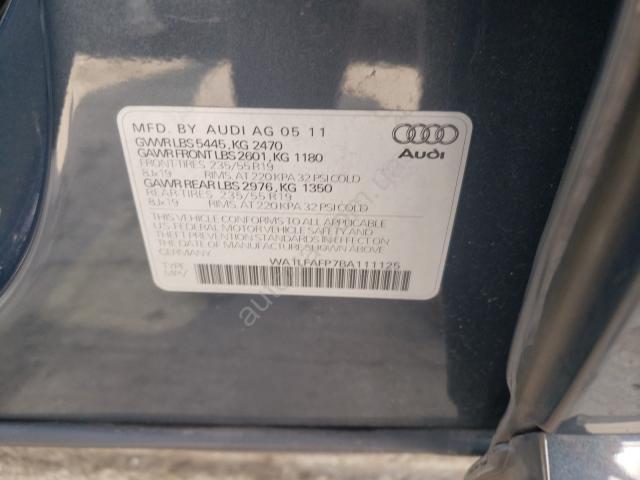 MFD. BY AUDI AG 05 11
GVWR LBS 5445, KG 2470
GAWR FRONT LBS 2601, KG 1180
FRONT TIRES 235/55 R19
8Jx19 RIMS, AT 220 KPA 32 PSI COLD
GAWR REAR LBS 2976, KG 1350
REAR TIRES, 235/55 R19
8Jx19 RIMS, AT 220 KPA 32 PSI COLD
THIS VEHICLE CONFORMS TO ALL APPLICABLE
U.S. FEDERAL MOTOR VEHICLE SAFETY AND
THEFT PREVENTION STANDARDS IN EFFECT ON
THE DATE OF MANUFACTURE SHOWN ABOVE
GERMANY
WA1LFAFP7BA111125
TYPE:
MPV
Audi